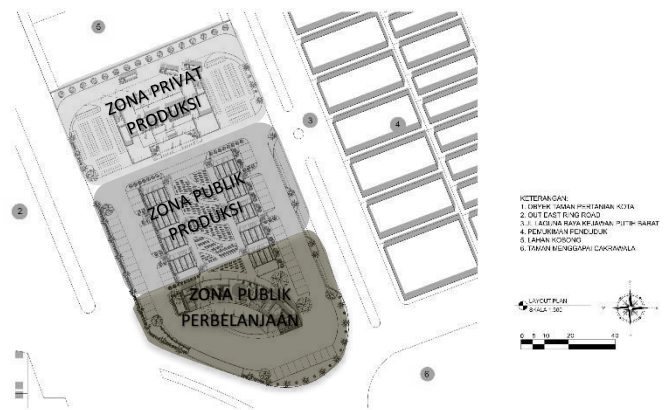 5
ZONA PRIVAT
PRODUKSI
3
4
2
ZONA PUBLIK
PRODUKSI
ZONA PUBLIK
PERBELANJAAN
6
KETERANGAN:
1. OBYEK TAMAN PERTANIAN KOTA
2. OUT EAST RING ROAD
3. JL LAGUNA RAYA KEJAWAN PUTIH BARAT
4. PEMUKIMAN PENDUDUK
5. LAHAN KOSONG
6. TAMAN MENGGAPAI CAKRAWALA
LAYOUT PLAN
0 5 10 20 40